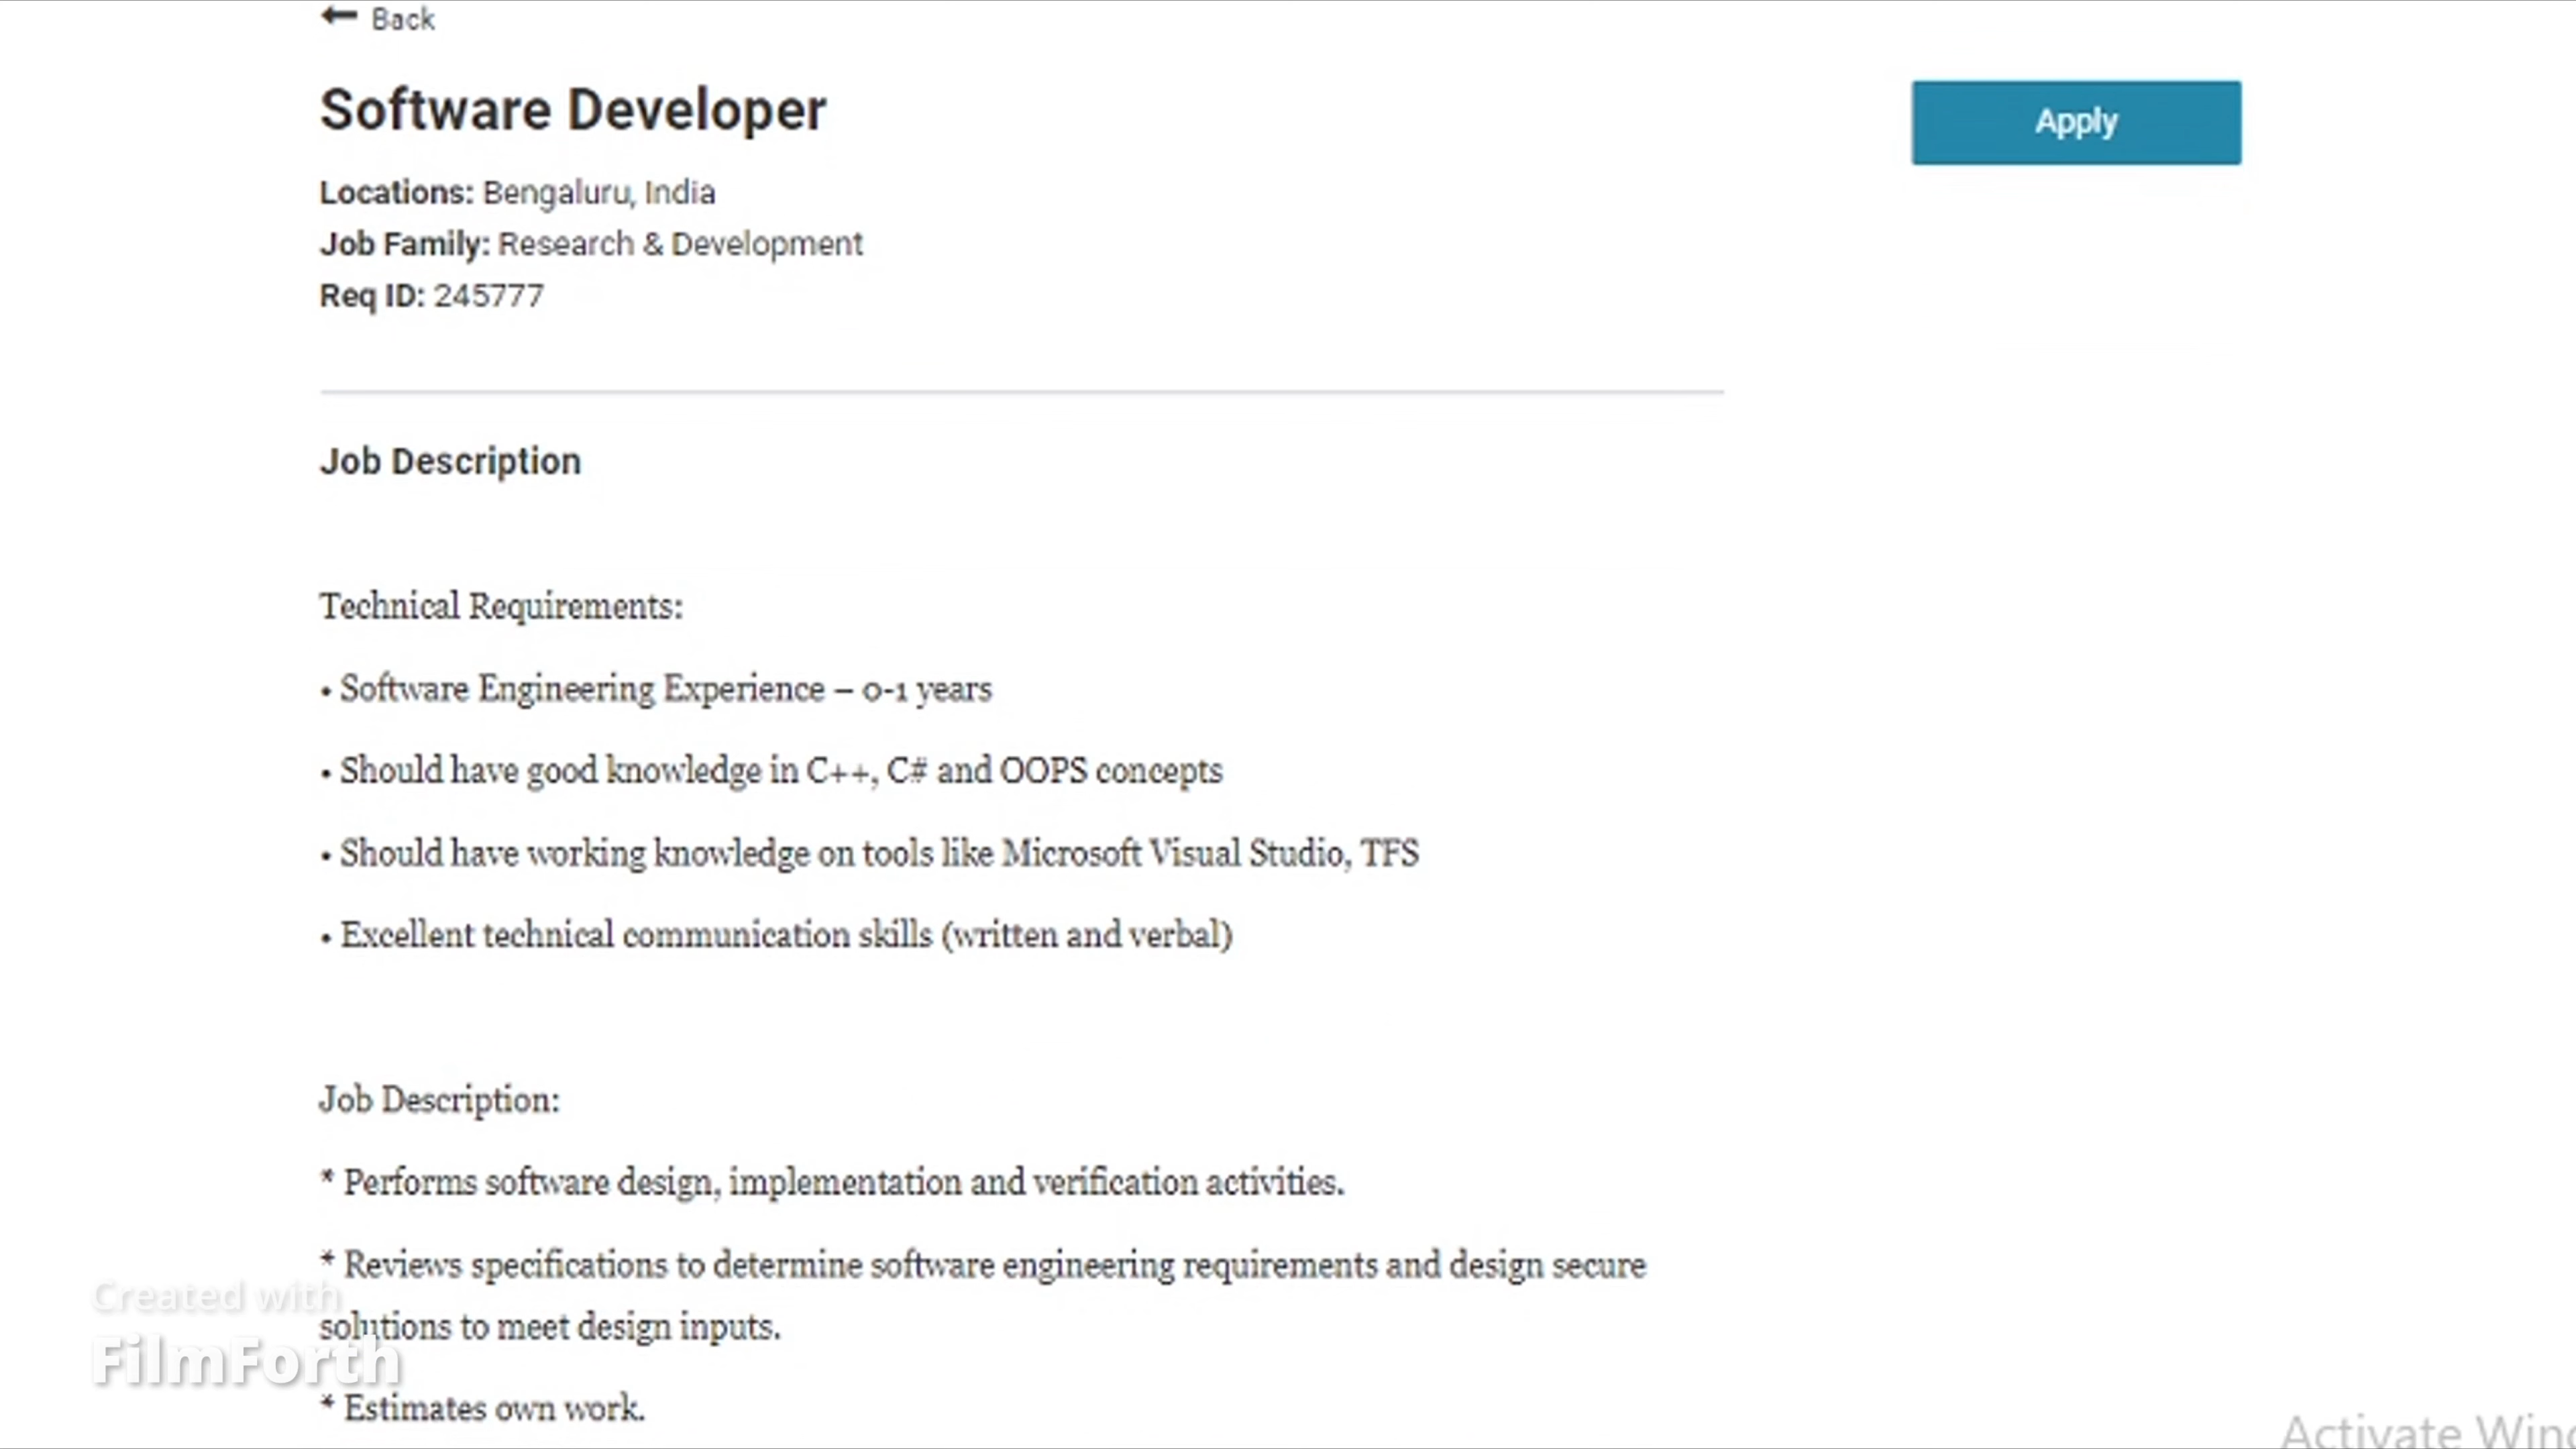 Back
Software Developer
Apply
Locations: Bengaluru, India
Job Family: Research & Development
Req ID: 245777
Job Description
Technical Requirements:
• Software Engineering Experience – 0-1 years
• Should have good knowledge in C++, C# and OOPS concepts
• Should have working knowledge on tools like Microsoft Visual Studio, TFS
• Excellent technical communication skills (written and verbal)
Job Description:
* Performs software design, implementation and verification activities.
* Reviews specifications to determine software engineering requirements and design secure
solutions to meet design inputs.
* Estimates own work.
Created with
FilmForth
Activate Wind